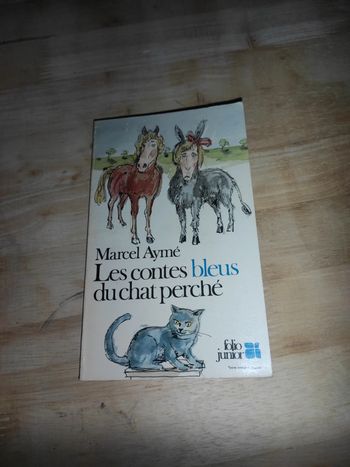 Marcel Aymé
Les contes bleus
du chat perché
folio
junior